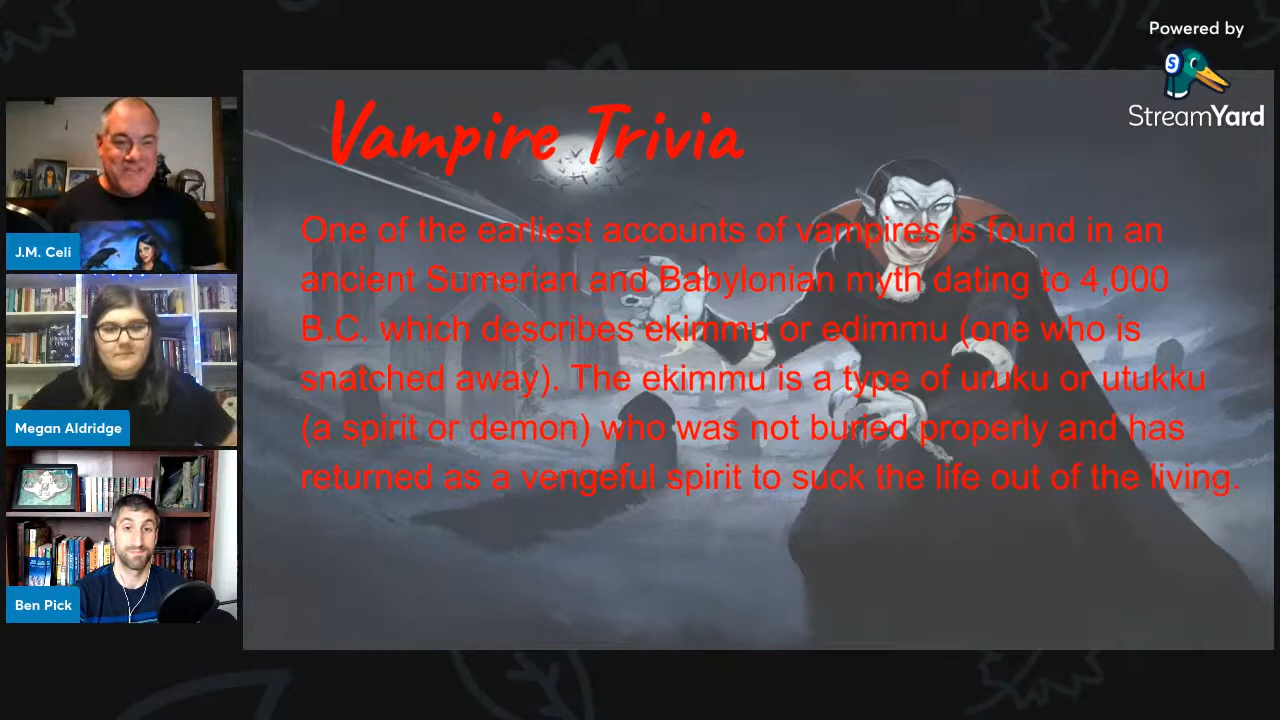 Powered by
S
StreamYard
Vampire Trivia
One of the earliest accounts of vampires is found in an
ancient Sumerian and Babylonian myth dating to 4,000
B.C. which describes ekimmu or edimmu (one who is
snatched away). The ekimmu is a type of uruku or utukku
(a spirit or demon) who was not buried properly and has
returned as a vengeful spirit to suck the life out of the living.
J.M. Celi
Megan Aldridge
Ben Pick